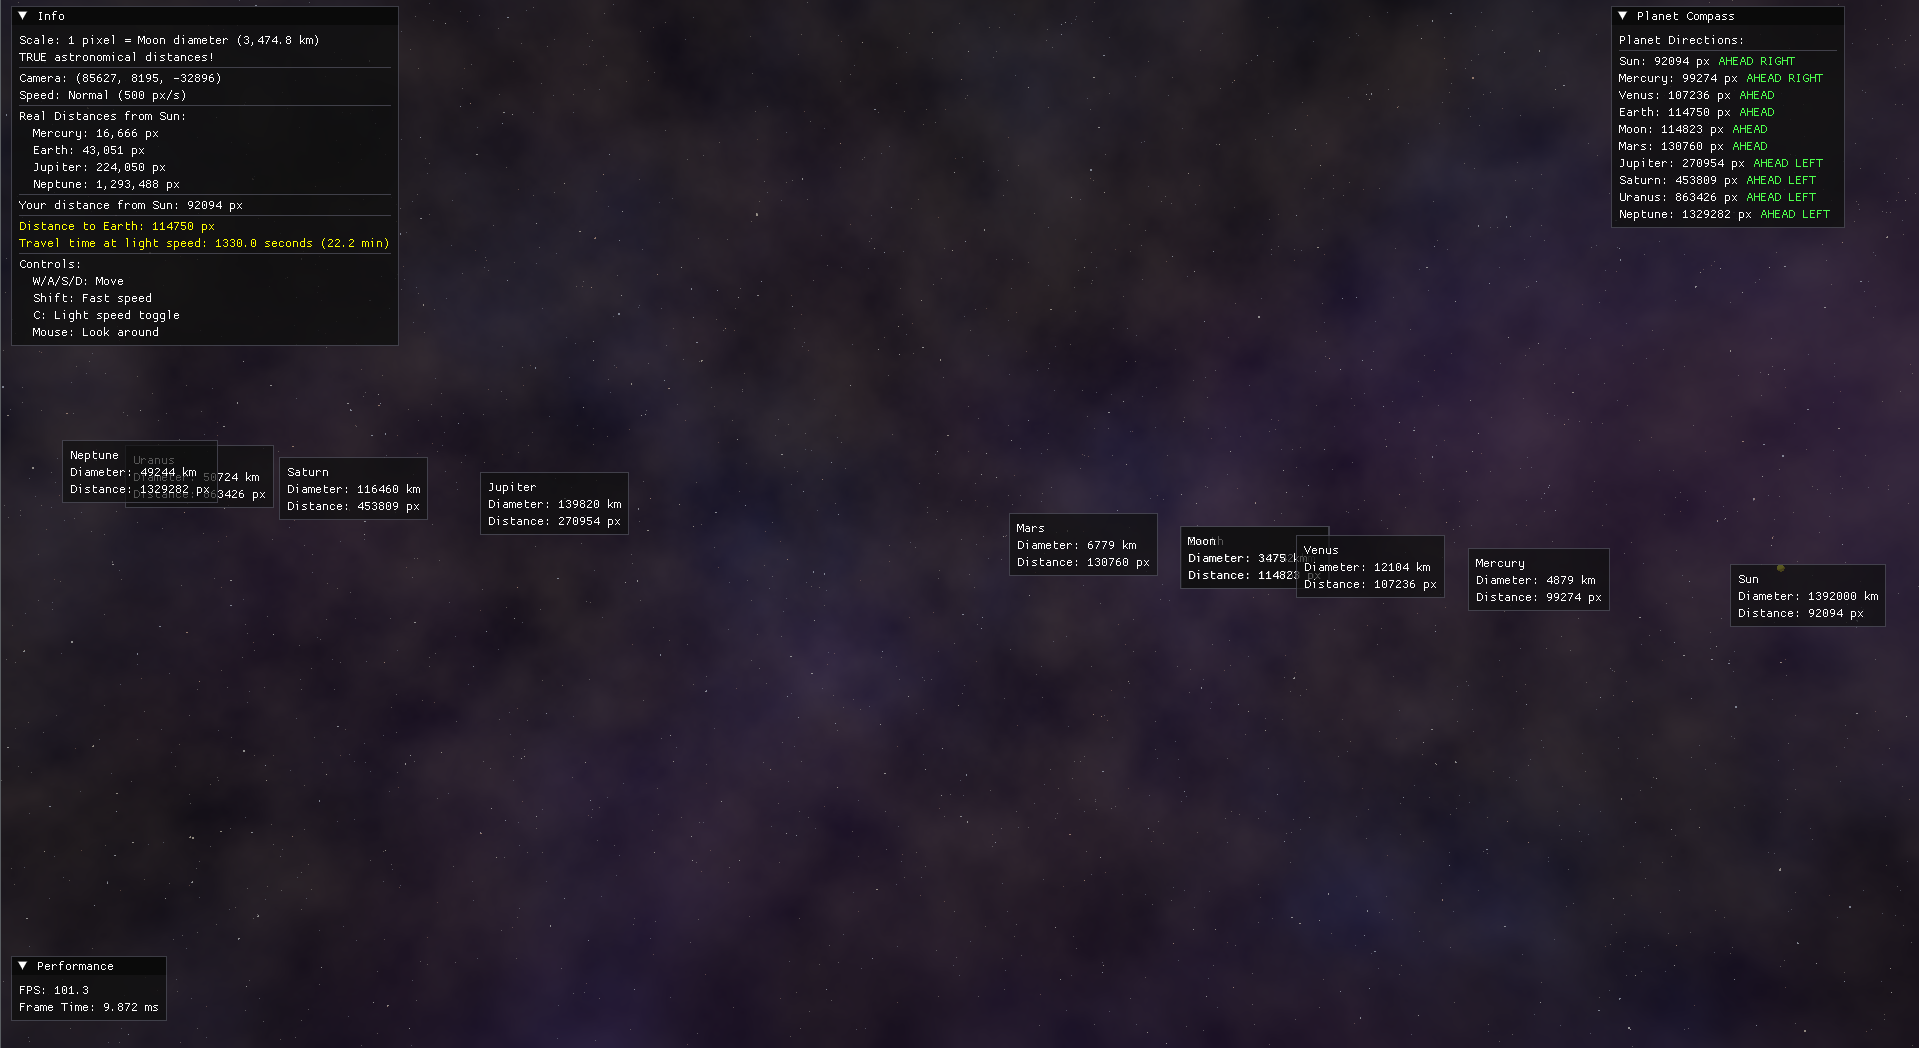 Info
Scale: 1 pixel = Moon diameter (3,474.8 km)
TRUE astronomical distances!
Camera: (85627, 8195, -32896)
Speed: Normal (500 px/s)
Real Distances from Sun:
Mercury: 16,666 px
Earth: 43,051 px
Jupiter: 224,050 px
Neptune: 1,293,488 px
Your distance from Sun: 92094 px
Distance to Earth: 114750 px
Travel time at light speed: 1330.0 seconds (22.2 min)
Controls:
W/A/S/D: Move
Shift: Fast speed
C: Light speed toggle
Mouse: Look around
Planet Compass
Planet Directions:
Sun: 92094 px AHEAD RIGHT
Mercury: 99274 px AHEAD RIGHT
Venus: 107236 px AHEAD
Earth: 114750 px AHEAD
Moon: 114823 px AHEAD
Mars: 130760 px AHEAD
Jupiter: 270954 px AHEAD LEFT
Saturn: 453809 px AHEAD LEFT
Uranus: 863426 px AHEAD LEFT
Neptune: 1329282 px AHEAD LEFT
Neptune
Diameter: 49244 km
Distance: 1329282 px
Uranus
724 km
63426 px
Saturn
Diameter: 116460 km
Distance: 453809 px
Jupiter
Diameter: 139820 km
Distance: 270954 px
Mars
Diameter: 6779 km
Distance: 130760 px
Moon
Diameter: 3475 km
Distance: 114823 px
Venus
Diameter: 12104 km
Distance: 107236 px
Mercury
Diameter: 4879 km
Distance: 99274 px
Sun
Diameter: 1392000 km
Distance: 92094 px
Performance
FPS: 101.3
Frame Time: 9.872 ms